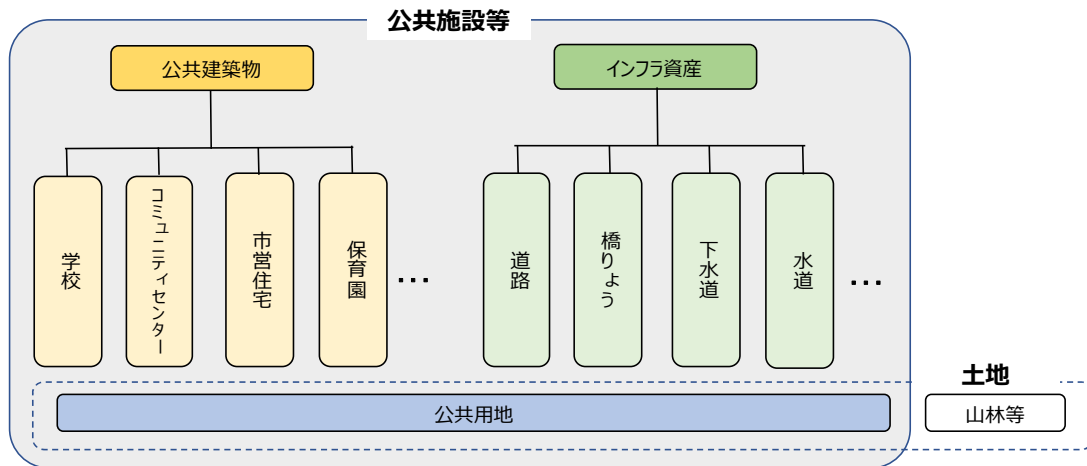 公共施設等
公共建築物
インフラ資産
学校
コミュニティセンター
市営住宅
保育園
…
道路
橋りょう
下水道
水道
…
土地
公共用地
山林等